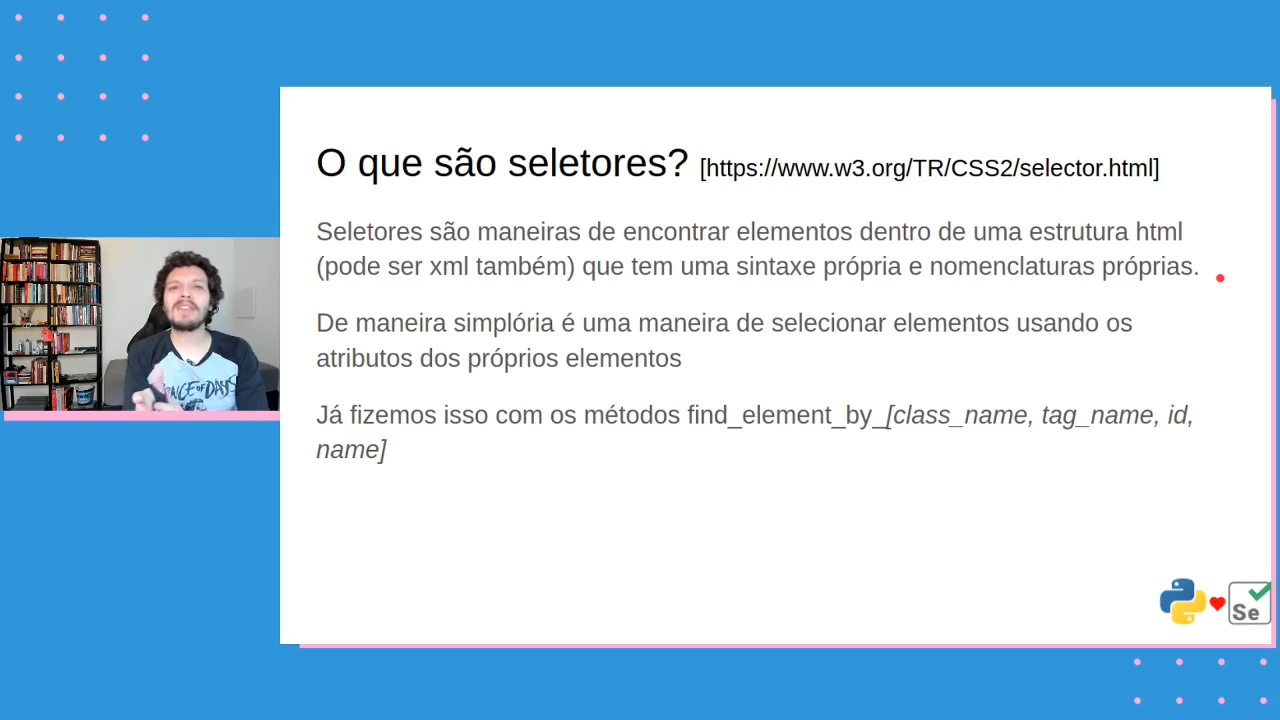 O que são seletores? [https://www.w3.org/TR/CSS2/selector.html]
Seletores são maneiras de encontrar elementos dentro de uma estrutura html
(pode ser xml também) que tem uma sintaxe própria e nomenclaturas próprias.
De maneira simplória é uma maneira de selecionar elementos usando os
atributos dos próprios elementos
Já fizemos isso com os métodos find_element_by_[class_name, tag_name, id,
name]
Se